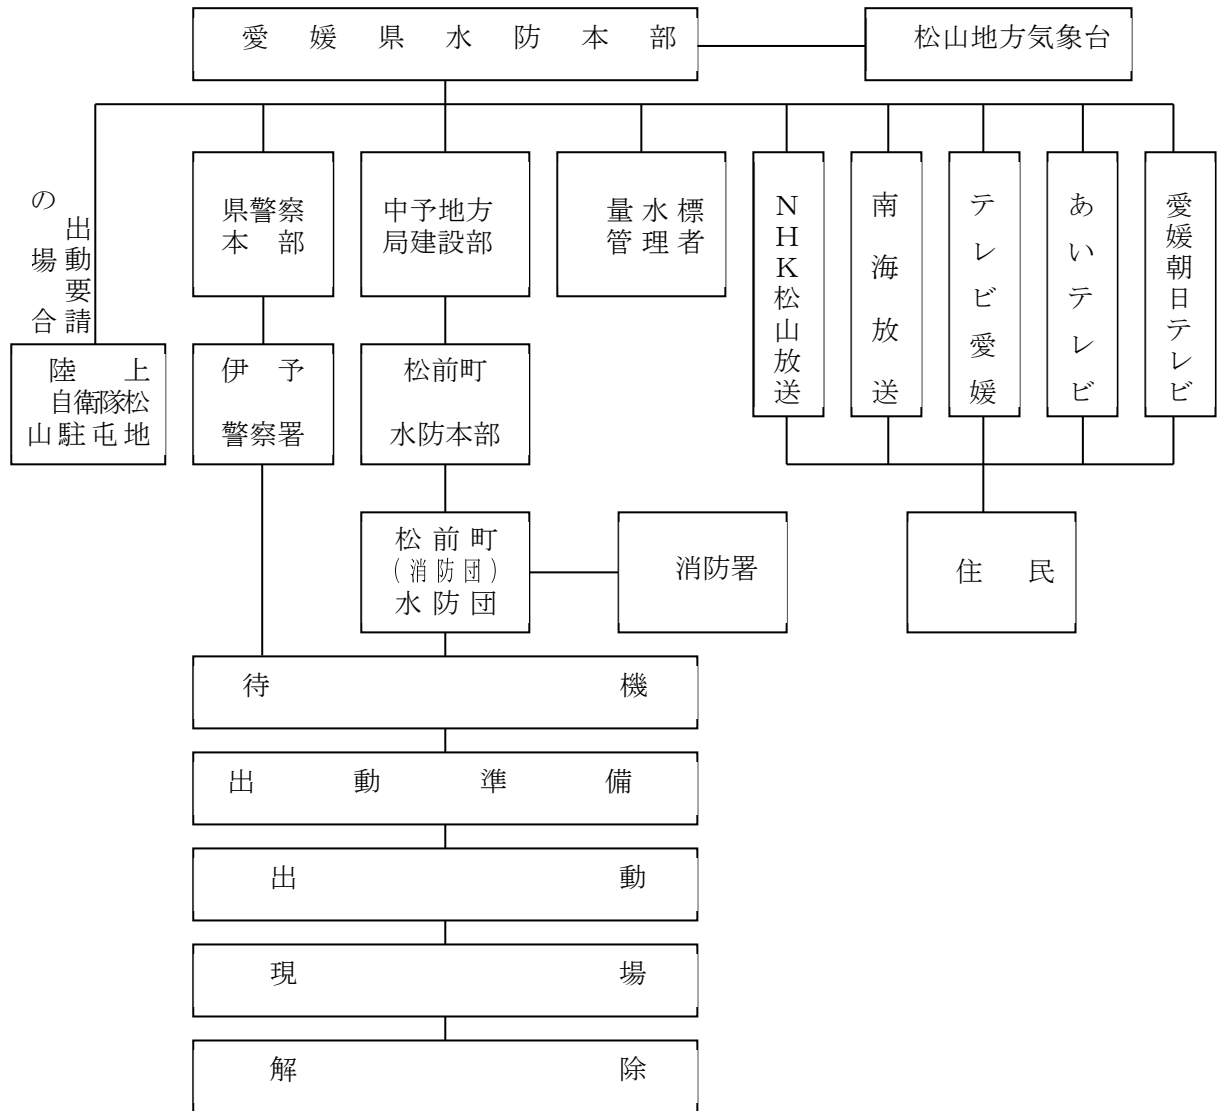 愛媛県水防本部
松山地方気象台
出動要請
の場合
県警察
本部
中予地方
局建設部
量水標
管理者
NHK松山放送
南海放送
テレビ愛媛
あいテレビ
愛媛朝日テレビ
陸上
自衛隊松
山駐屯地
伊予
警察署
松前町
水防本部
松前町
(消防団)
水防団
消防署
住民
待機
出動準備
出動
現場
解除